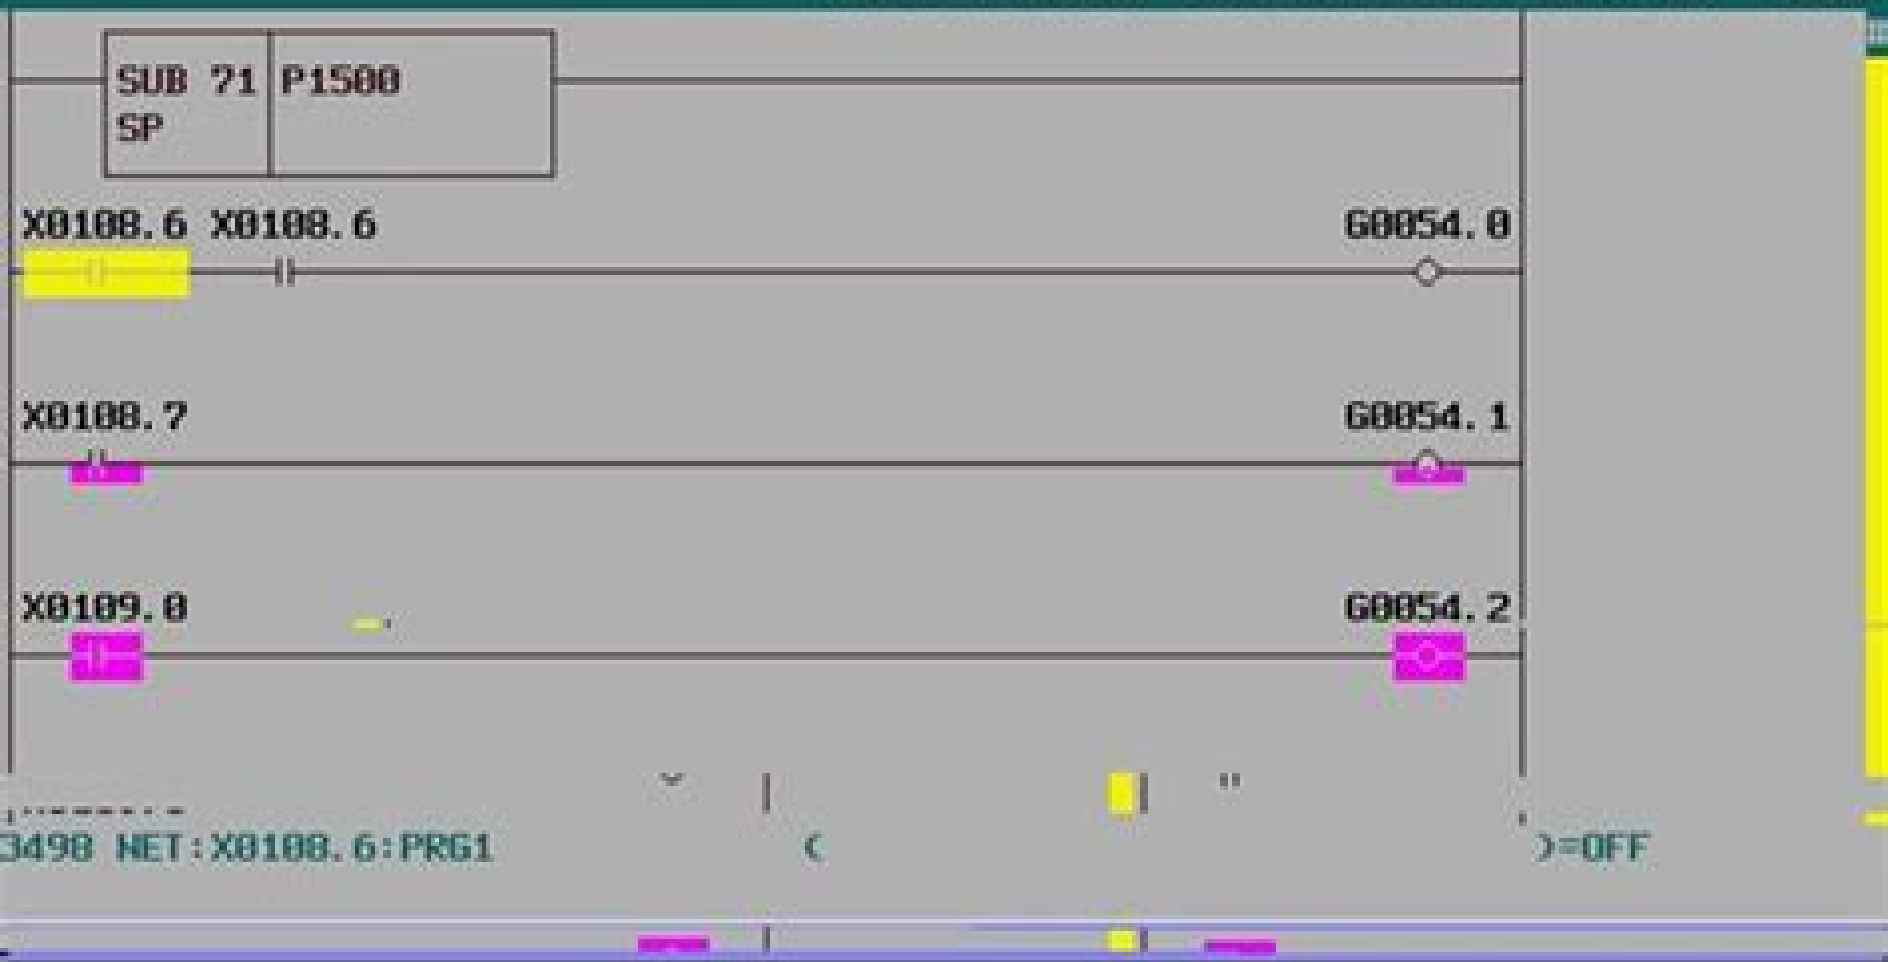 SUB 71 P1500
SP
X0108.6 X0108.6 G0054.0
X0108.7 G0054.1
X0109.0 G0054.2
3498 NET:X0108.6:PRG1 ( )=OFF